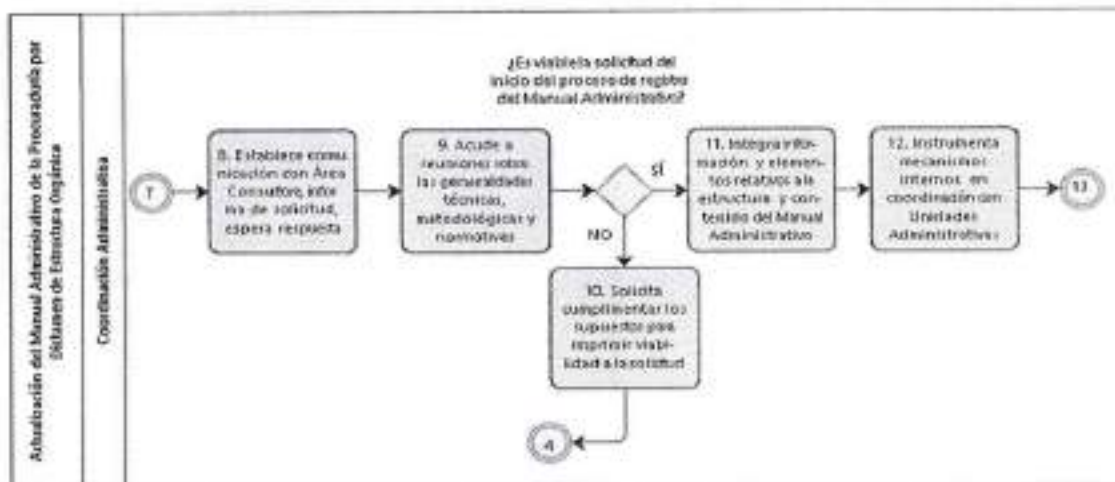 Actualización del Manual Administrativo de la Procuraduría por
Dictamen de Estructura Orgánica
Coordinación Administrativa
¿Es viable la solicitud del
inicio del proceso de registro
del Manual Administrativo?
7
8. Establece comu
nicación con Área
Consultora, infor
ma de solicitud,
espera respuesta
9. Acude a
reuniones sobre
las generalidades
técnicas,
metodológicas y
normativas
SÍ
NO
11. Integra infor-
mación y elemen-
tos relativos a la
estructura y con-
tenido del Manual
Administrativo
12. Instrumenta
mecanismos
internos en
coordinación con
Unidades
Administrativas
13
10. Solicita
cumplimentar los
supuestos para
imprimir viabi-
lidad a la solicitud
4